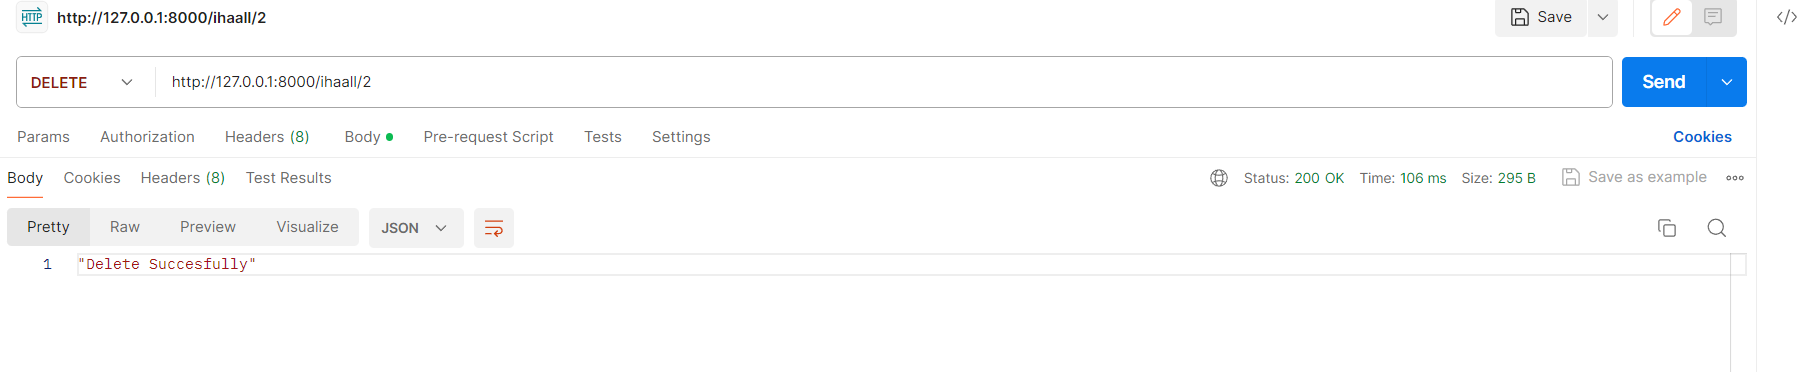 HTTP http://127.0.0.1:8000/ihaall/2 Save </>
DELETE http://127.0.0.1:8000/ihaall/2 Send
Params Authorization Headers (8) Body Pre-request Script Tests Settings Cookies
Body Cookies Headers (8) Test Results Status: 200 OK Time: 106 ms Size: 295 B Save as example
Pretty Raw Preview Visualize JSON
1 "Delete Succesfully"